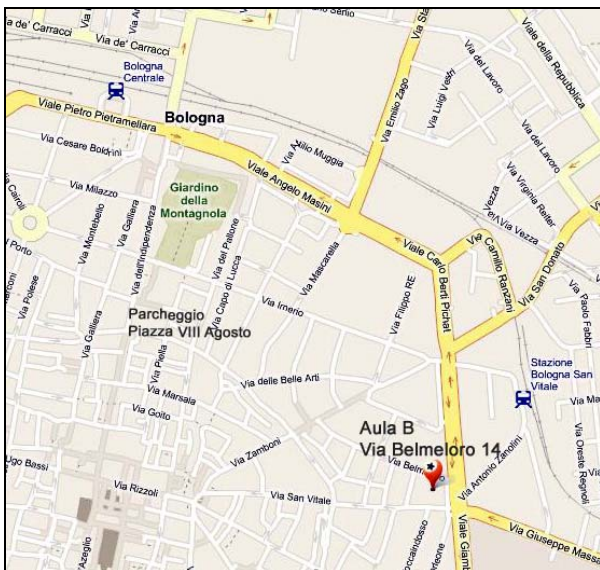 Via de' Carracci
Via de' Carracci
Bologna
Centrale
Viale Pietro Pietramellara
Bologna
Via Cesare Boldrini
Via Milazzo
Via Montebello
Via Galliera
Via dell'Indipendenza
Giardino
della
Montagnola
Viale Angelo Masini
Via Emilio Zago
Via del Lavoro
Viale della Repubblica
Via del Lavoro
Via Virginia Reiter
Via Vezza
Via del Pallone
Via Capo di Lucca
Via Mascarella
Via Irnerio
Viale Carlo Berti Pichat
Via Filippo RE
Via San Donato
Via Paolo Fabbri
Via Polese
Via Galliera
Parcheggio
Piazza VIII Agosto
Via Piella
Via Marsala
Via Goito
Via delle Belle Arti
Stazione
Bologna San
Vitale
Via Zamboni
Aula B
Via Belmeloro 14
Ugo Bassi
Via Rizzoli
Via San Vitale
Via Antonio Zanolini
Via Oreste Regnoli
Via Giuseppe Massa
Viale Giamb
d'Azeglio